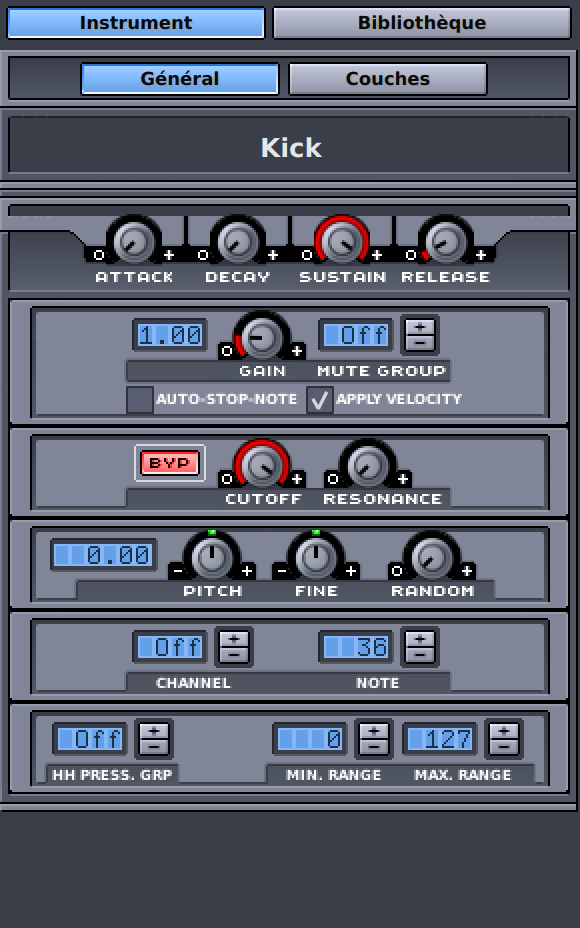 Instrument Bibliothèque
Général Couches
Kick
ATTACK DECAY SUSTAIN RELEASE
1.00 Off
GAIN MUTE GROUP
AUTO-STOP-NOTE APPLY VELOCITY
BYP
CUTOFF RESONANCE
0.00
PITCH FINE RANDOM
Off 36
CHANNEL NOTE
Off 0 127
HH PRESS. GRP MIN. RANGE MAX. RANGE